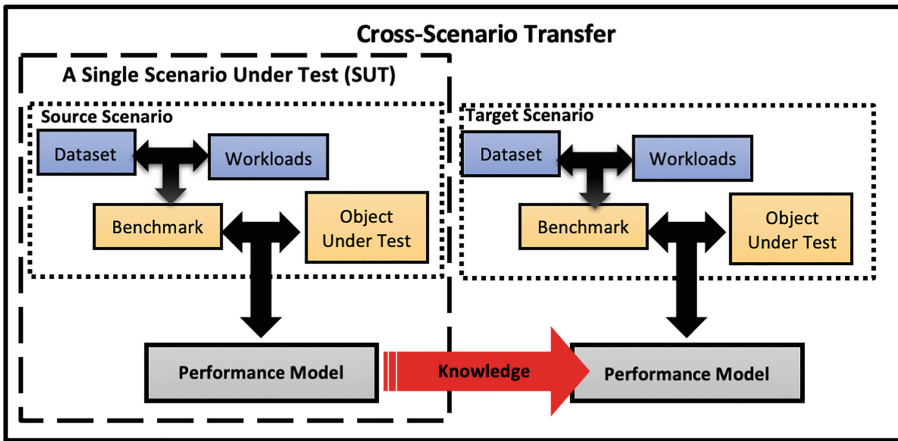 Cross-Scenario Transfer
A Single Scenario Under Test (SUT)
Source Scenario
Dataset
Workloads
Benchmark
Object
Under Test
Performance Model
Knowledge
Target Scenario
Dataset
Workloads
Benchmark
Object
Under Test
Performance Model